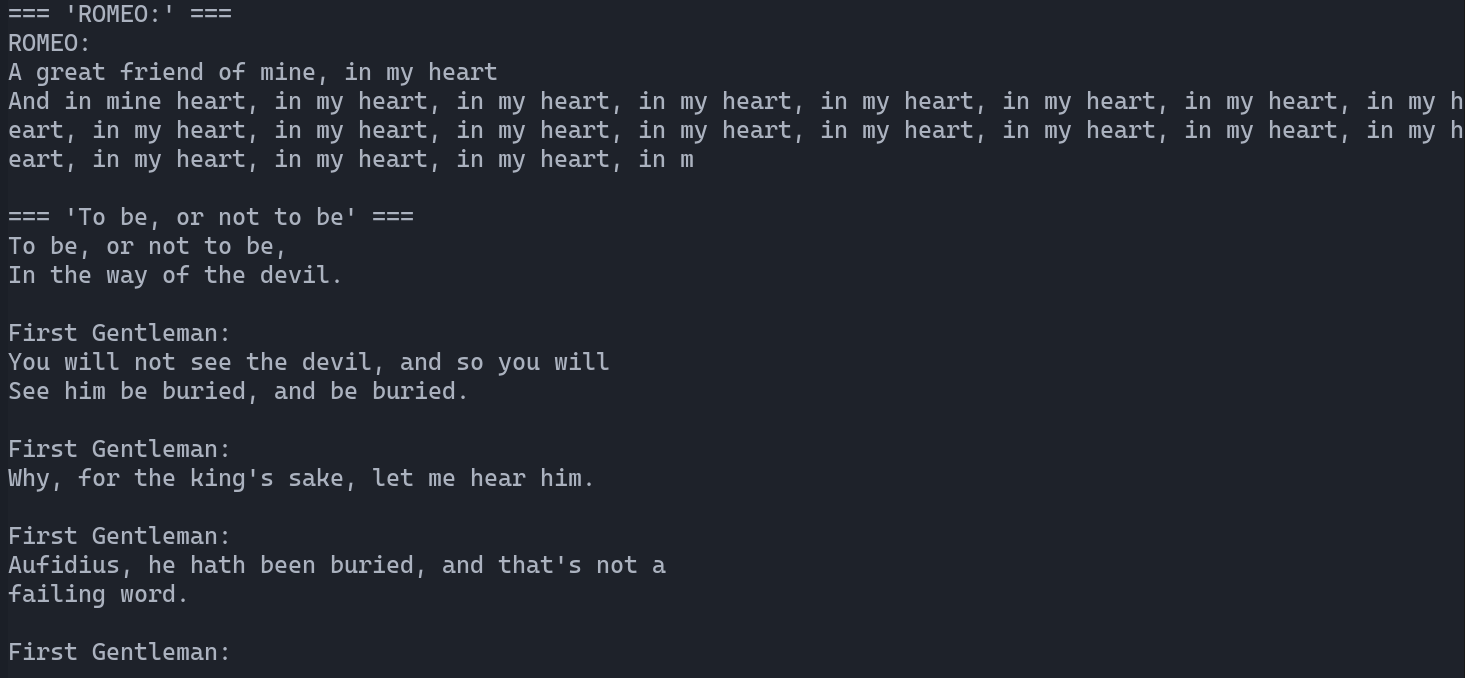 === 'ROMEO:' ===
ROMEO:
A great friend of mine, in my heart
And in mine heart, in my heart, in my heart, in my heart, in my heart, in my heart, in my heart, in my h
eart, in my heart, in my heart, in my heart, in my heart, in my heart, in my heart, in my heart, in my h
eart, in my heart, in my heart, in my heart, in m

=== 'To be, or not to be' ===
To be, or not to be,
In the way of the devil.

First Gentleman:
You will not see the devil, and so you will
See him be buried, and be buried.

First Gentleman:
Why, for the king's sake, let me hear him.

First Gentleman:
Aufidius, he hath been buried, and that's not a
failing word.

First Gentleman: